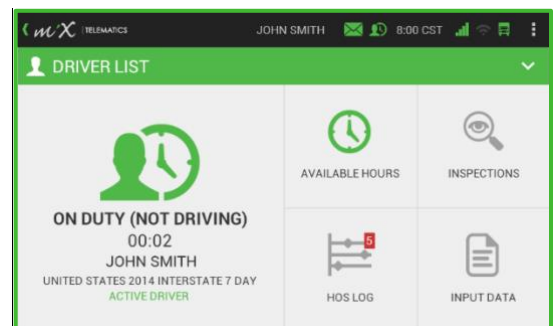 MiX TELEMATICS JOHN SMITH 8:00 CST
DRIVER LIST
ON DUTY (NOT DRIVING)
00:02
JOHN SMITH
UNITED STATES 2014 INTERSTATE 7 DAY
ACTIVE DRIVER
AVAILABLE HOURS
INSPECTIONS
5
HOS LOG
INPUT DATA